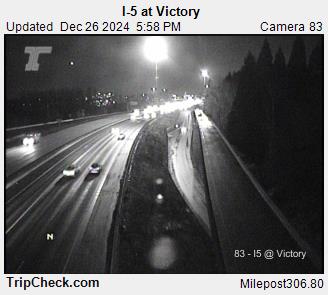 I-5 at Victory
Updated Dec 26 2024 5:58 PM Camera 83
T
N
83 - I5 @ Victory
TripCheck.com Milepost306.80